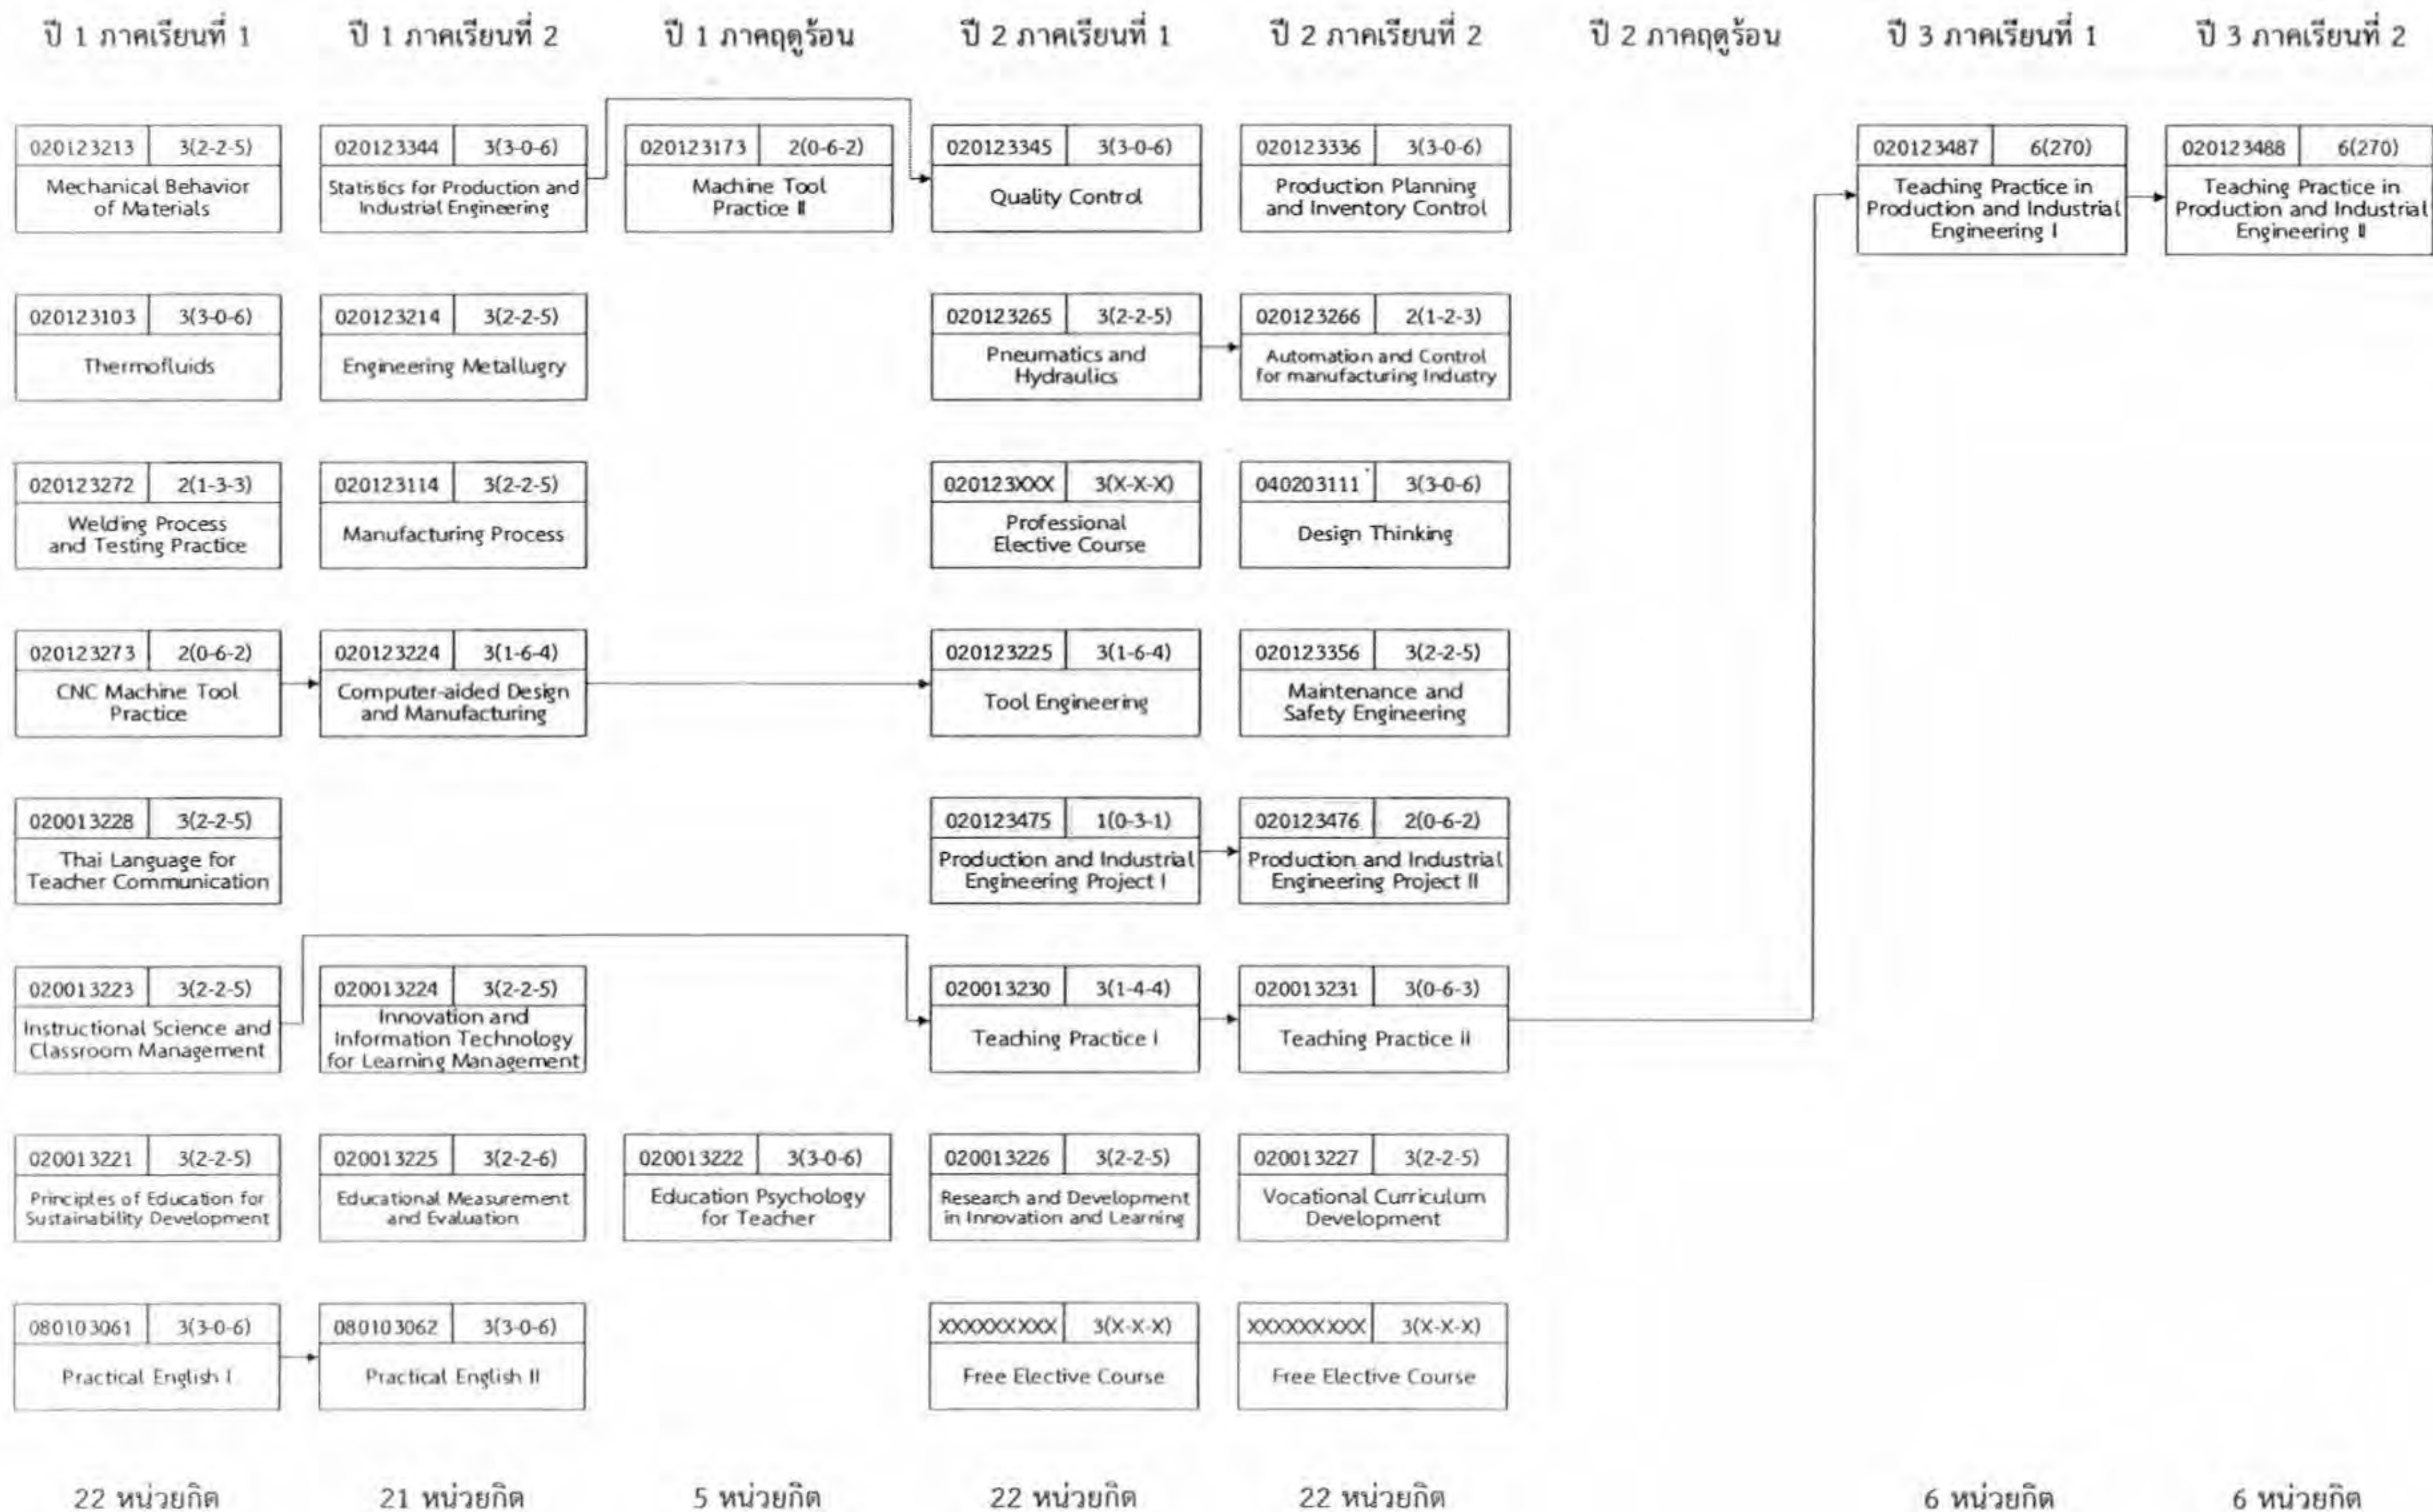 ปี 1 ภาคเรียนที่ 1
ปี 1 ภาคเรียนที่ 2
ปี 1 ภาคฤดูร้อน
ปี 2 ภาคเรียนที่ 1
ปี 2 ภาคเรียนที่ 2
ปี 2 ภาคฤดูร้อน
ปี 3 ภาคเรียนที่ 1
ปี 3 ภาคเรียนที่ 2
020123213 3(2-2-5)
Mechanical Behavior
of Materials
020123344 3(3-0-6)
Statistics for Production and
Industrial Engineering
020123173 2(0-6-2)
Machine Tool
Practice II
020123345 3(3-0-6)
Quality Control
020123336 3(3-0-6)
Production Planning
and Inventory Control
020123487 6(270)
Teaching Practice in
Production and Industrial
Engineering I
020123488 6(270)
Teaching Practice in
Production and Industrial
Engineering II
020123103 3(3-0-6)
Thermofluids
020123214 3(2-2-5)
Engineering Metallugry
020123265 3(2-2-5)
Pneumatics and
Hydraulics
020123266 2(1-2-3)
Automation and Control
for manufacturing Industry
020123272 2(1-3-3)
Welding Process
and Testing Practice
020123114 3(2-2-5)
Manufacturing Process
020123XXX 3(X-X-X)
Professional
Elective Course
040203111 3(3-0-6)
Design Thinking
020123273 2(0-6-2)
CNC Machine Tool
Practice
020123224 3(1-6-4)
Computer-aided Design
and Manufacturing
020123225 3(1-6-4)
Tool Engineering
020123356 3(2-2-5)
Maintenance and
Safety Engineering
020013228 3(2-2-5)
Thai Language for
Teacher Communication
020123475 1(0-3-1)
Production and Industrial
Engineering Project I
020123476 2(0-6-2)
Production and Industrial
Engineering Project II
020013223 3(2-2-5)
Instructional Science and
Classroom Management
020013224 3(2-2-5)
Innovation and
Information Technology
for Learning Management
020013230 3(1-4-4)
Teaching Practice I
020013231 3(0-6-3)
Teaching Practice II
020013221 3(2-2-5)
Principles of Education for
Sustainability Development
020013225 3(2-2-6)
Educational Measurement
and Evaluation
020013222 3(3-0-6)
Education Psychology
for Teacher
020013226 3(2-2-5)
Research and Development
in Innovation and Learning
020013227 3(2-2-5)
Vocational Curriculum
Development
080103061 3(3-0-6)
Practical English I
080103062 3(3-0-6)
Practical English II
XXXXXXXXX 3(X-X-X)
Free Elective Course
XXXXXXXXX 3(X-X-X)
Free Elective Course
22 หน่วยกิต
21 หน่วยกิต
5 หน่วยกิต
22 หน่วยกิต
22 หน่วยกิต
6 หน่วยกิต
6 หน่วยกิต